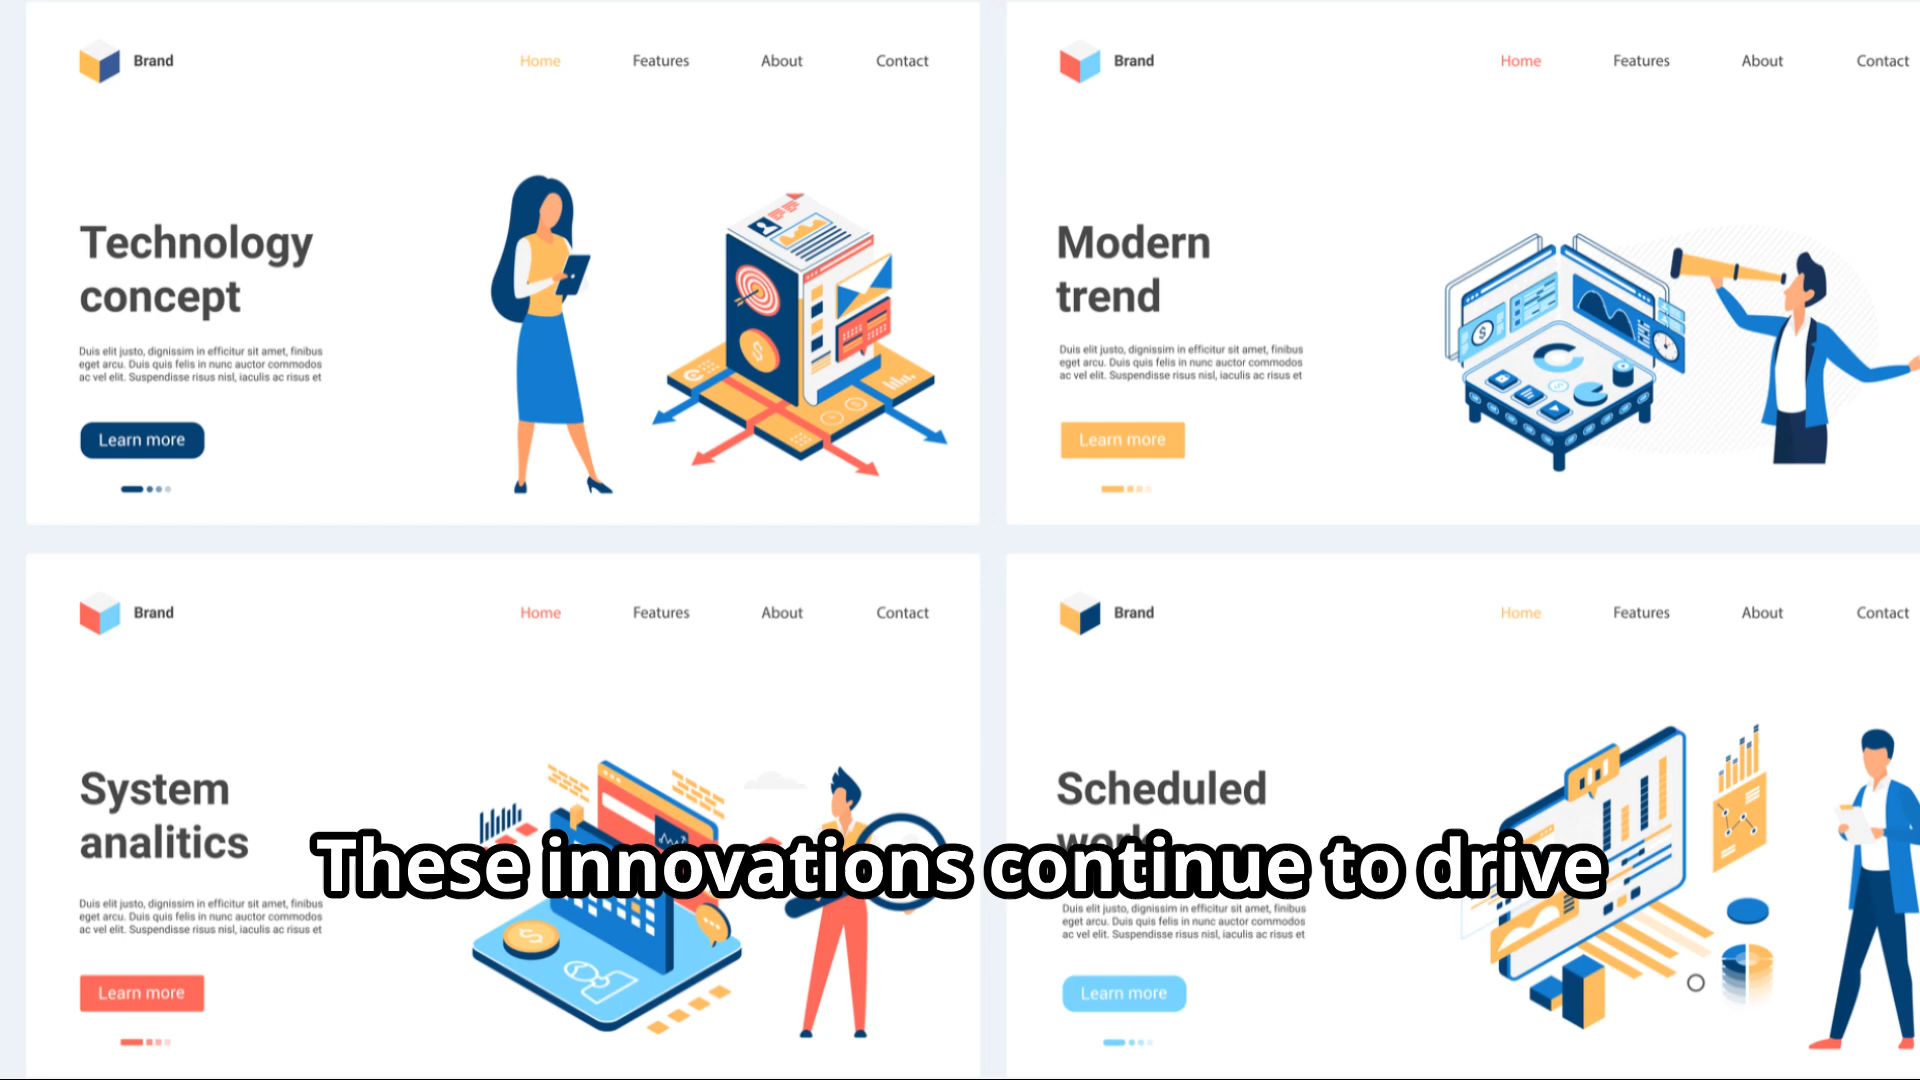 Brand
Home Features About Contact
Technology
concept
Duis elit justo, dignissim in efficitur sit amet, finibus
eget arcu. Duis quis felis in nunc auctor commodos
ac vel elit. Suspendisse risus nisl, iaculis ac risus et
Learn more
Brand
Home Features About Contact
Modern
trend
Duis elit justo, dignissim in efficitur sit amet, finibus
eget arcu. Duis quis felis in nunc auctor commodos
ac vel elit. Suspendisse risus nisl, iaculis ac risus et
Learn more
Brand
Home Features About Contact
System
analitics
Duis elit justo, dignissim in efficitur sit amet, finibus
eget arcu. Duis quis felis in nunc auctor commodos
ac vel elit. Suspendisse risus nisl, iaculis ac risus et
Learn more
Brand
Home Features About Contact
Scheduled
Duis elit justo, dignissim in efficitur sit amet, finibus
eget arcu. Duis quis felis in nunc auctor commodos
ac vel elit. Suspendisse risus nisl, iaculis ac risus et
Learn more
These innovations continue to drive